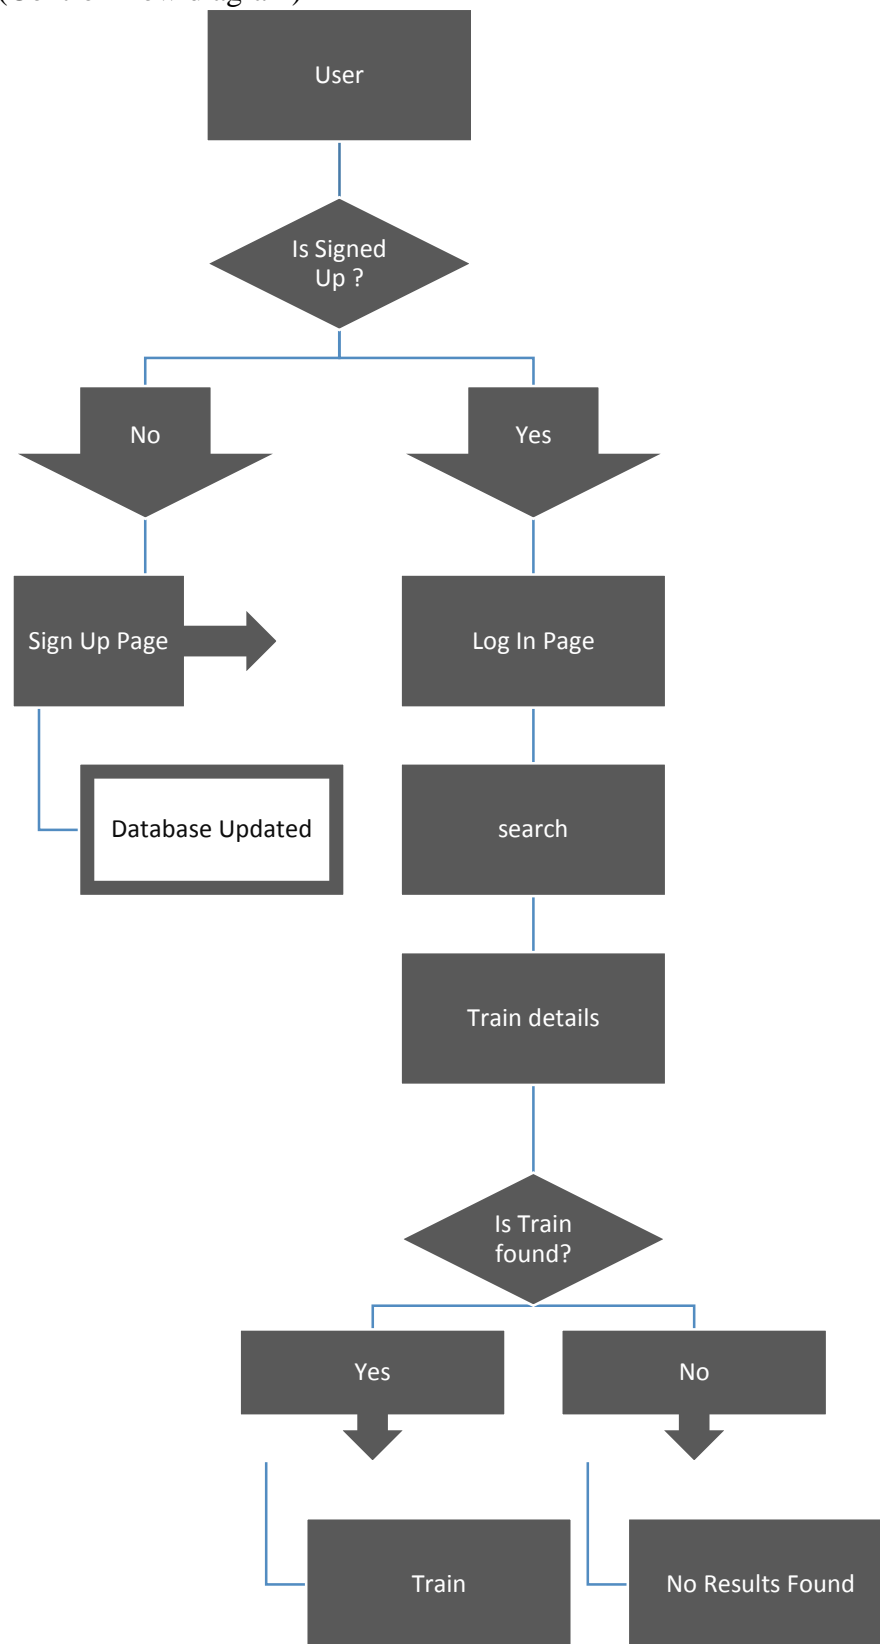 User
Is Signed
Up ?
No
Yes
Sign Up Page
Log In Page
Database Updated
search
Train details
Is Train
found?
Yes
No
Train
No Results Found